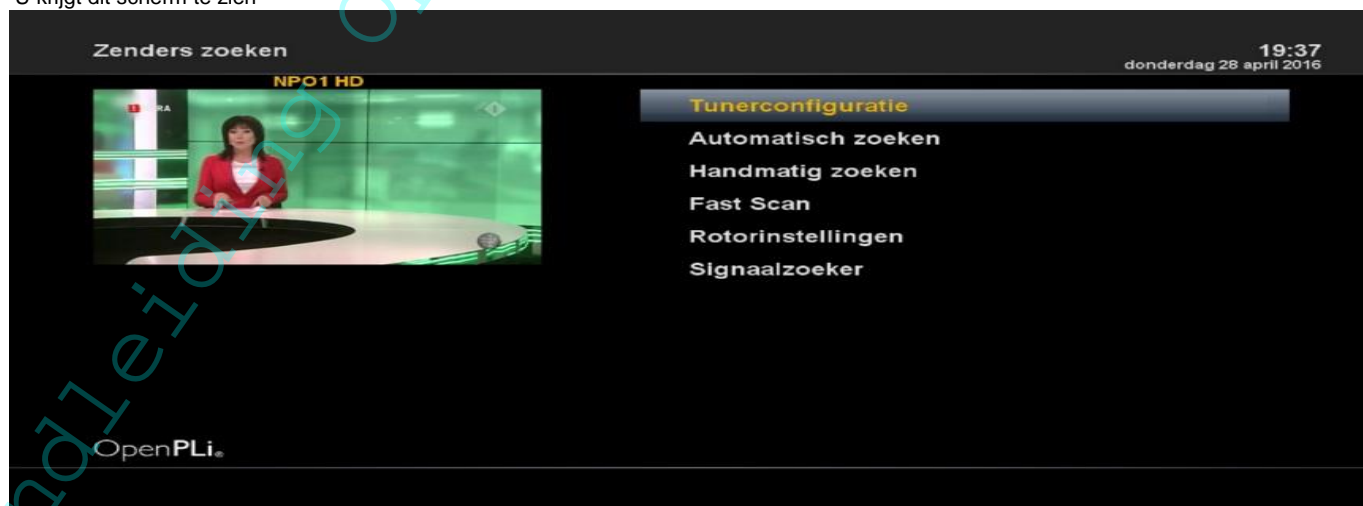 U krijgt dit scherm te zien
Zenders zoeken
19:37
donderdag 28 april 2016
NPO1 HD
Tunerconfiguratie
Automatisch zoeken
Handmatig zoeken
Fast Scan
Rotorinstellingen
Signaalzoeker
OpenPLi®